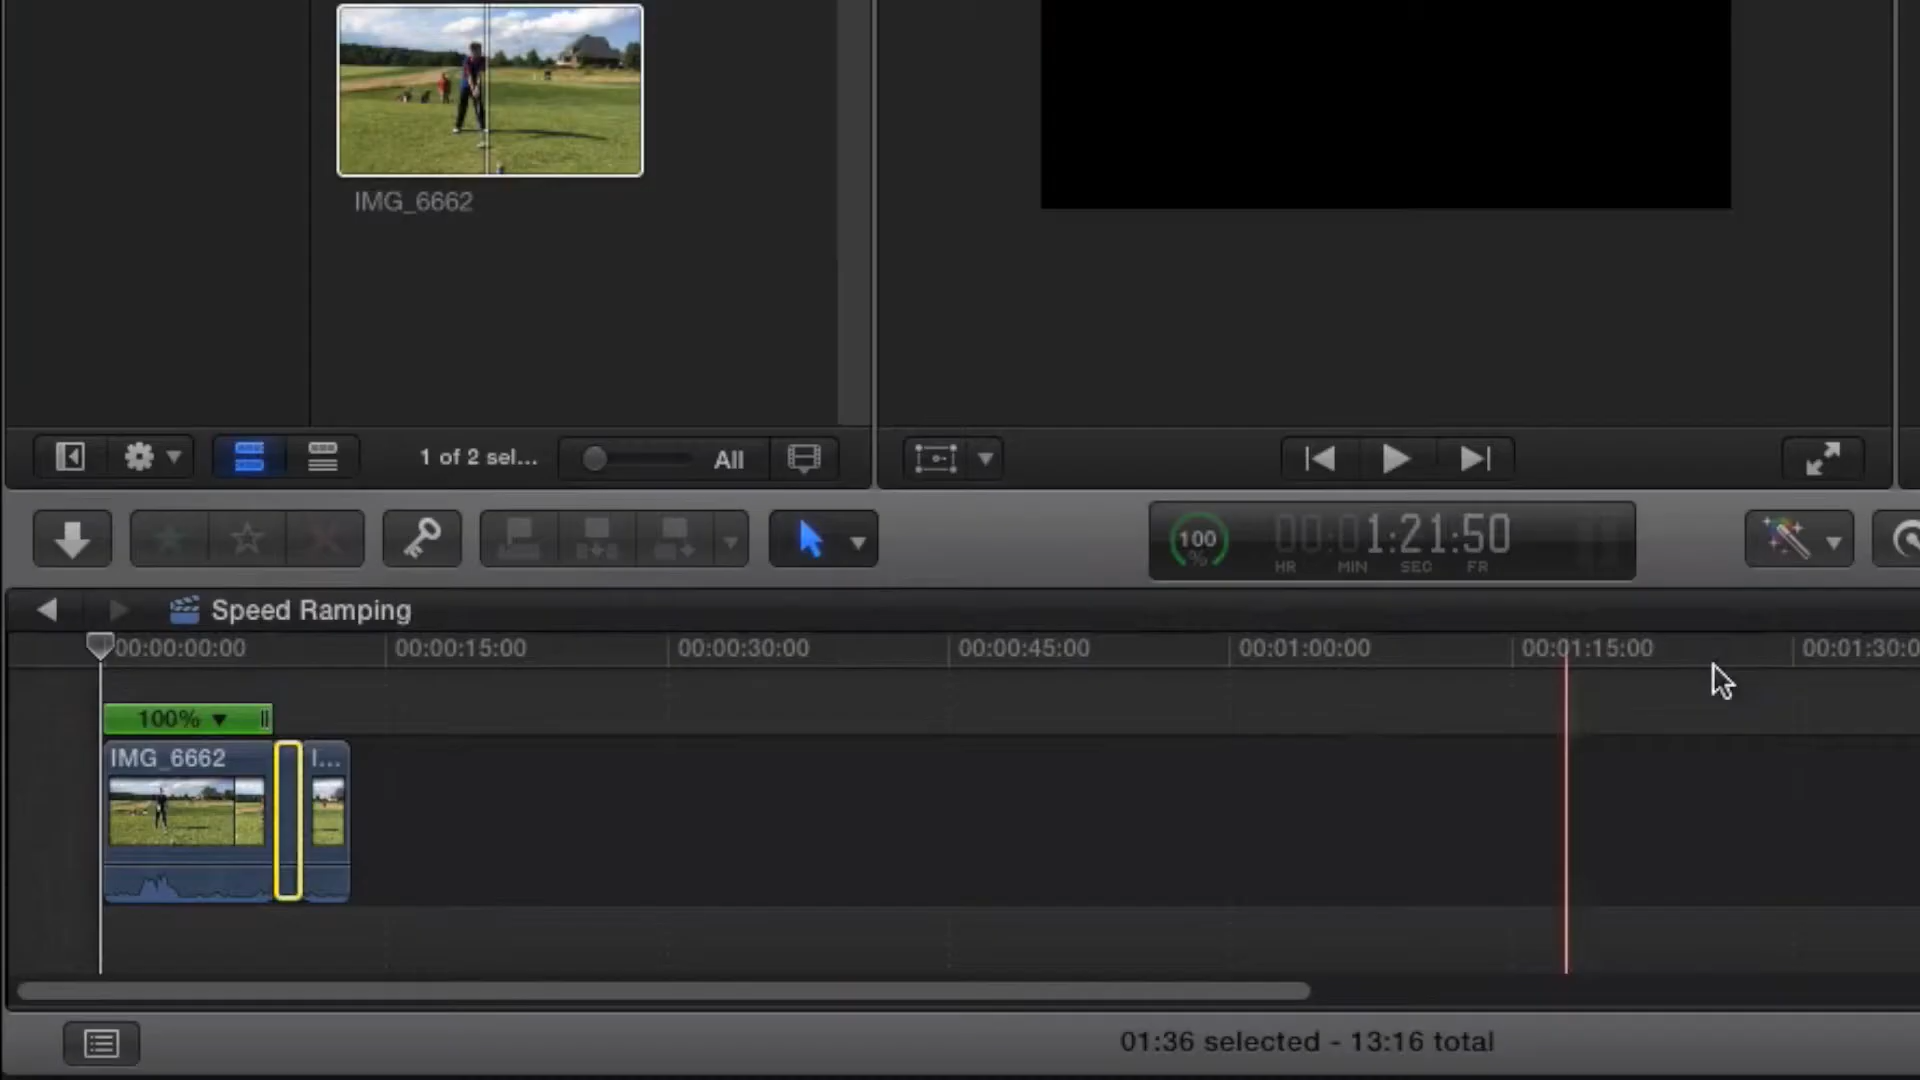 IMG_6662
1 of 2 sel...
All
100
%
00:01:21:50
HR MIN SEC FR
Speed Ramping
00:00:00:00 00:00:15:00 00:00:30:00 00:00:45:00 00:01:00:00 00:01:15:00 00:01:30:0
100%
IMG_6662 I...
01:36 selected - 13:16 total